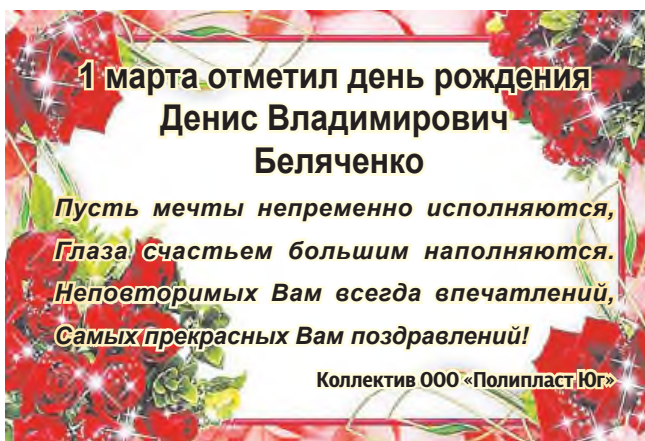 1 марта отметил день рождения
Денис Владимирович
Беляченко
Пусть мечты непременно исполняются,
Глаза счастьем большим наполняются.
Неповторимых Вам всегда впечатлений,
Самых прекрасных Вам поздравлений!
Коллектив ООО «Полипласт Юг»